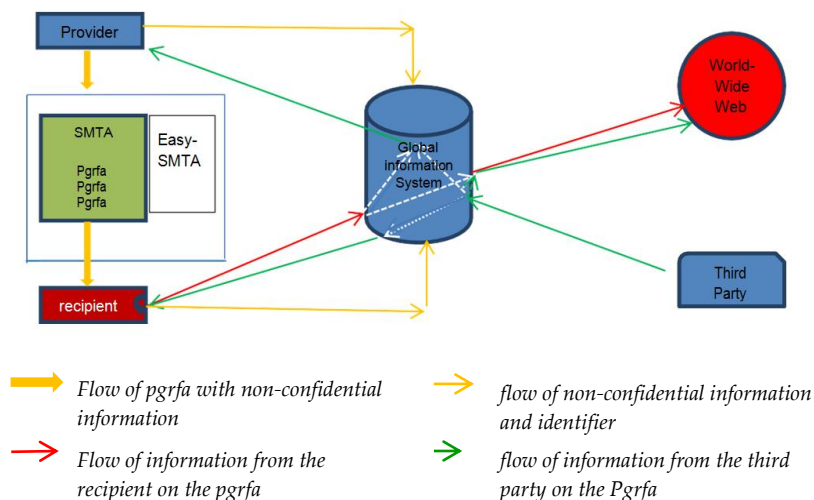 Provider
World-
Wide
Web
SMTA
Pgrfa
Pgrfa
Pgrfa
Easy-
SMTA
Global
information
System
Third
Party
recipient
Flow of pgrfa with non-confidential
information
flow of non-confidential information
and identifier
Flow of information from the
recipient on the pgrfa
flow of information from the third
party on the Pgrfa